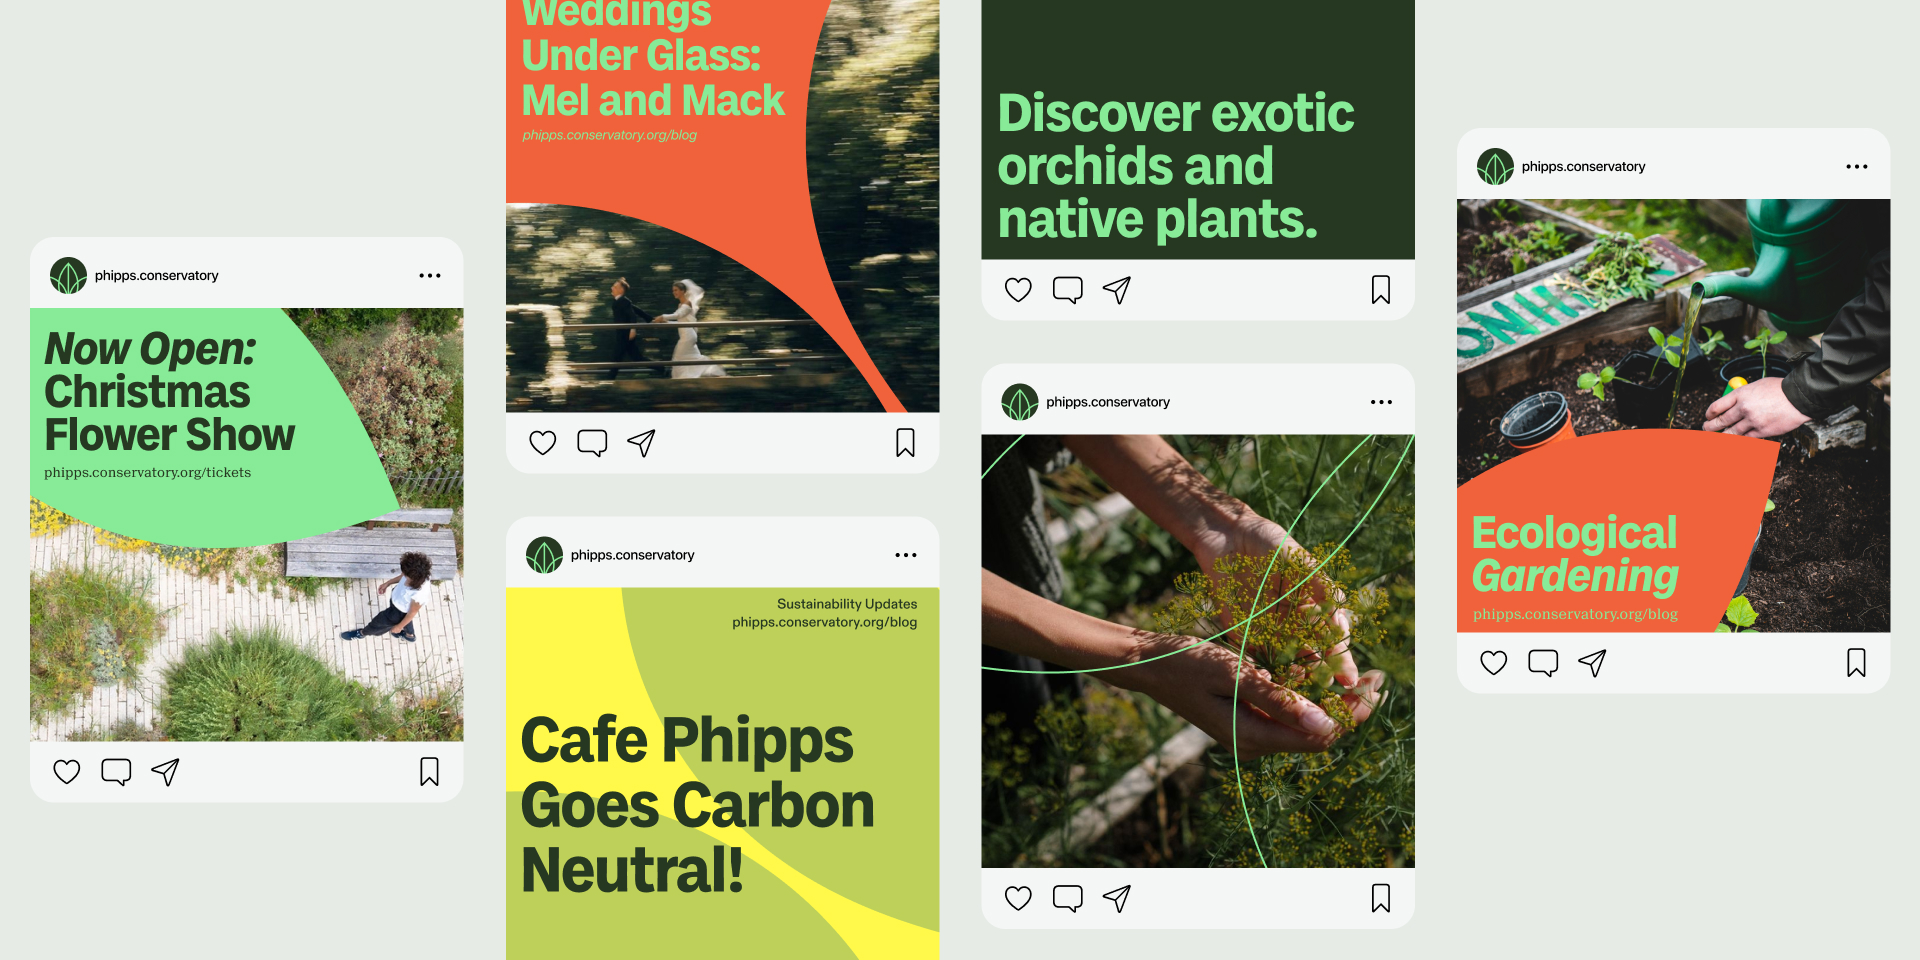 phipps.conservatory
Now Open:
Christmas
Flower Show
phipps.conservatory.org/tickets
Weddings
Under Glass:
Mel and Mack
phipps.conservatory.org/blog
phipps.conservatory
Sustainability Updates
phipps.conservatory.org/blog
Cafe Phipps
Goes Carbon
Neutral!
Discover exotic
orchids and
native plants.
phipps.conservatory
phipps.conservatory
ONIK
Ecological
Gardening
phipps.conservatory.org/blog